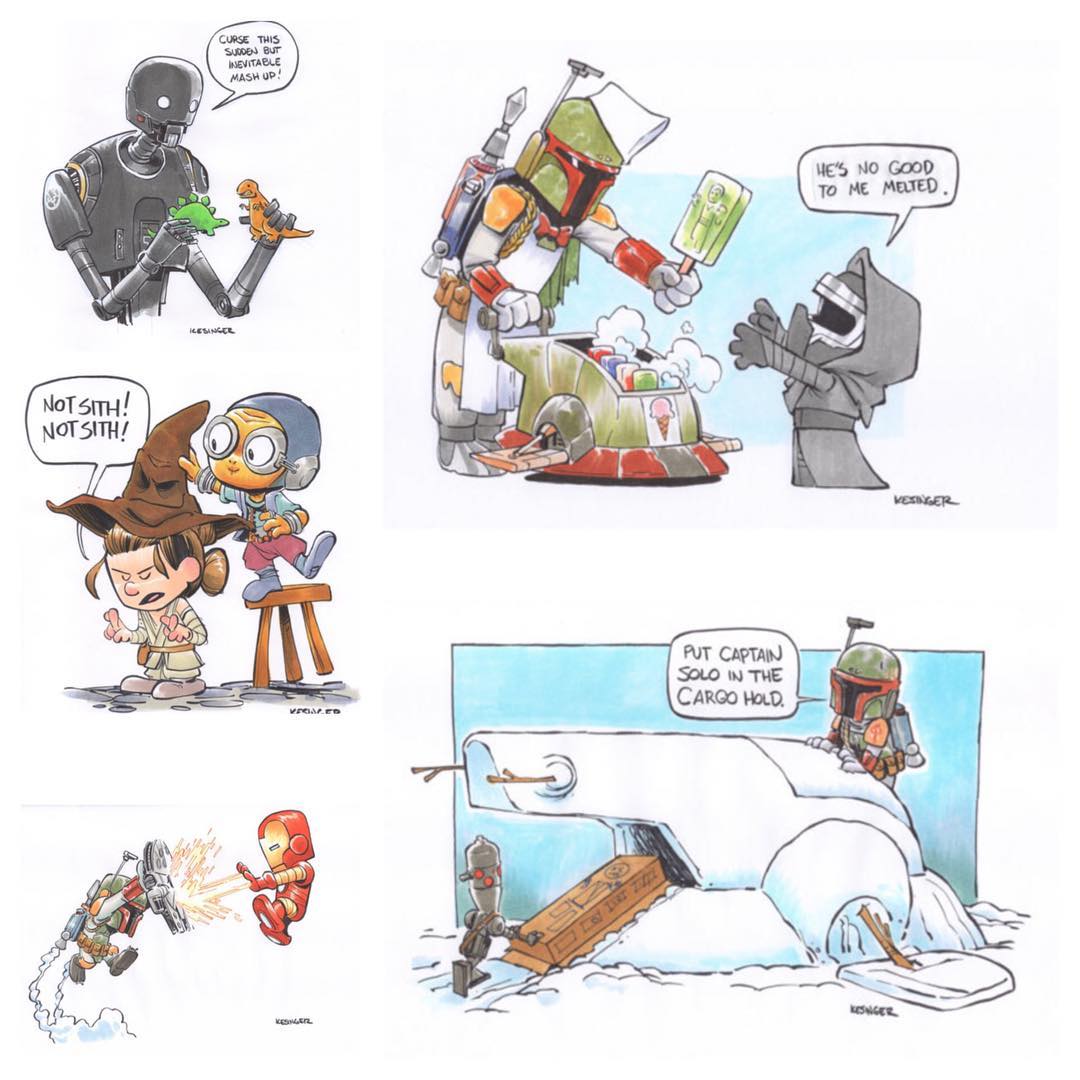 CURSE THIS
SUDDEN BUT
INEVITABLE
MASH UP!
KESINGER
HE'S NO GOOD
TO ME MELTED.
KESINGER
NOT SITH!
NOT SITH!
KESINGER
PUT CAPTAIN
SOLO IN THE
CARGO HOLD.
KESINGER
KESINGER